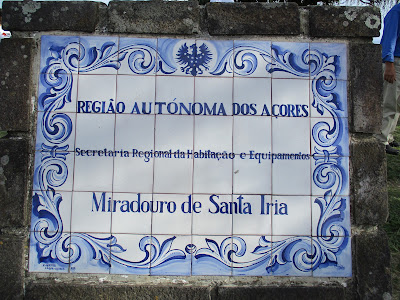 REGIÃO AUTÓNOMA DOS AÇORES
Secretaria Regional da Habitação e Equipamentos
Miradouro de Santa Iria